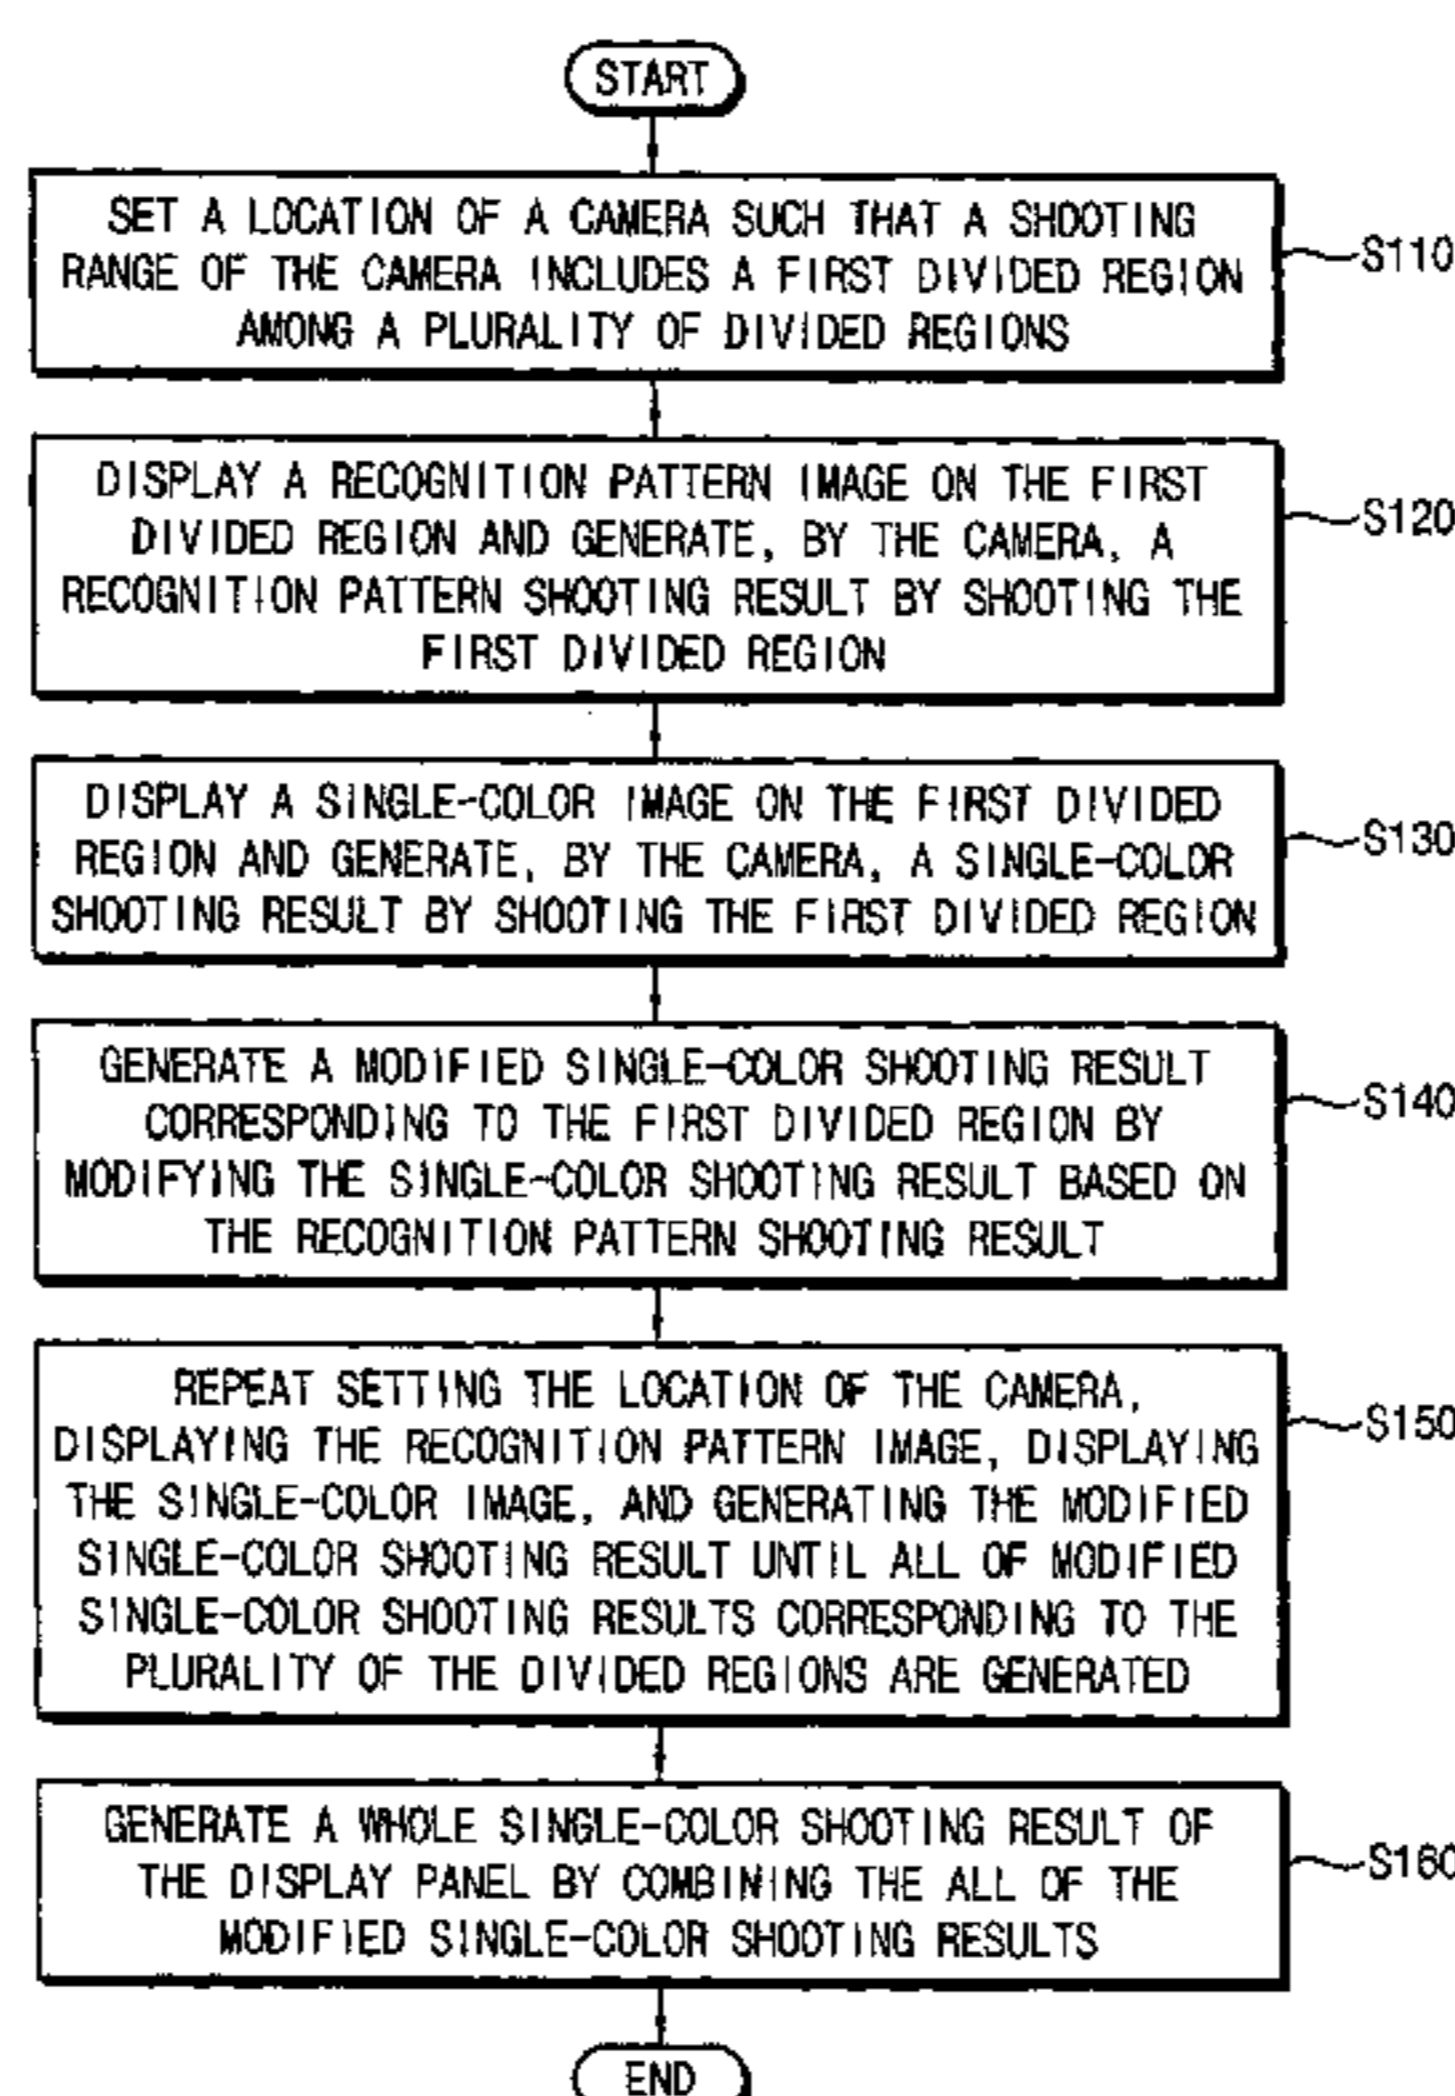 START
SET A LOCATION OF A CAMERA SUCH THAT A SHOOTING
RANGE OF THE CAMERA INCLUDES A FIRST DIVIDED REGION
AMONG A PLURALITY OF DIVIDED REGIONS
S110
DISPLAY A RECOGNITION PATTERN IMAGE ON THE FIRST
DIVIDED REGION AND GENERATE, BY THE CAMERA, A
RECOGNITION PATTERN SHOOTING RESULT BY SHOOTING THE
FIRST DIVIDED REGION
S120
DISPLAY A SINGLE-COLOR IMAGE ON THE FIRST DIVIDED
REGION AND GENERATE, BY THE CAMERA, A SINGLE-COLOR
SHOOTING RESULT BY SHOOTING THE FIRST DIVIDED REGION
S130
GENERATE A MODIFIED SINGLE-COLOR SHOOTING RESULT
CORRESPONDING TO THE FIRST DIVIDED REGION BY
MODIFYING THE SINGLE-COLOR SHOOTING RESULT BASED ON
THE RECOGNITION PATTERN SHOOTING RESULT
S140
REPEAT SETTING THE LOCATION OF THE CAMERA,
DISPLAYING THE RECOGNITION PATTERN IMAGE, DISPLAYING
THE SINGLE-COLOR IMAGE, AND GENERATING THE MODIFIED
SINGLE-COLOR SHOOTING RESULT UNTIL ALL OF MODIFIED
SINGLE-COLOR SHOOTING RESULTS CORRESPONDING TO THE
PLURALITY OF THE DIVIDED REGIONS ARE GENERATED
S150
GENERATE A WHOLE SINGLE-COLOR SHOOTING RESULT OF
THE DISPLAY PANEL BY COMBINING THE ALL OF THE
MODIFIED SINGLE-COLOR SHOOTING RESULTS
S160
END